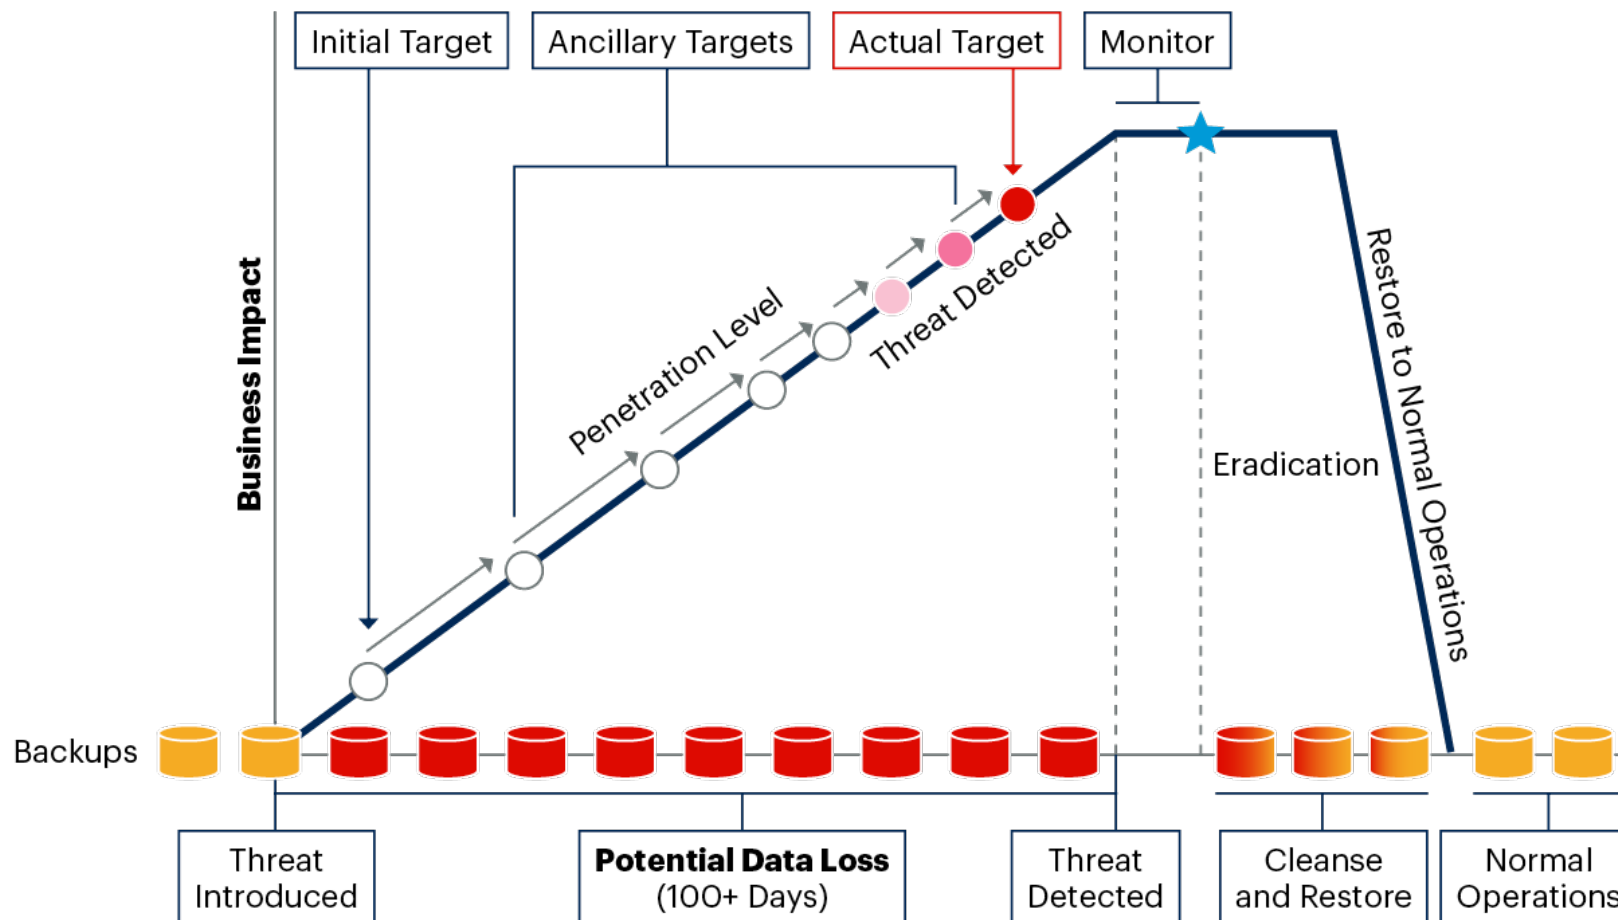 Initial Target
Ancillary Targets
Actual Target
Monitor
Business Impact
Penetration Level
Threat Detected
Restore to Normal Operations
Eradication
Backups
Threat
Introduced
Potential Data Loss
(100+ Days)
Threat
Detected
Cleanse
and Restore
Normal
Operations